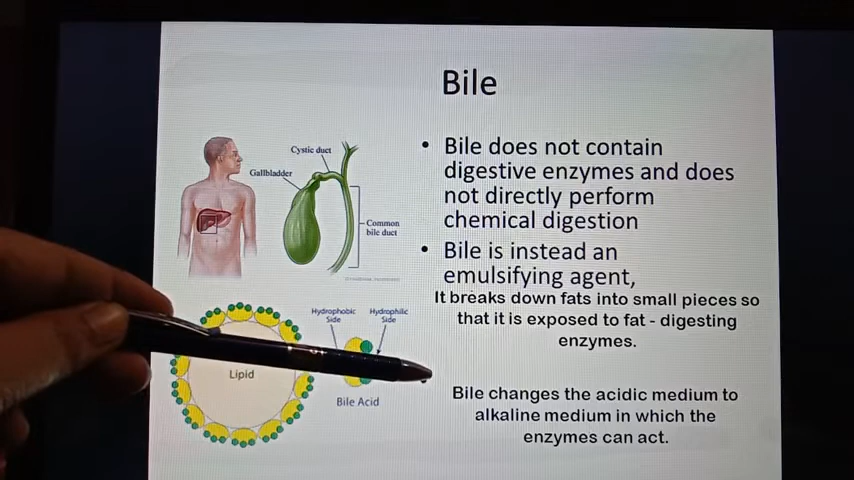 Bile
Cystic duct
Gallbladder
Common
bile duct
• Bile does not contain
digestive enzymes and does
not directly perform
chemical digestion
• Bile is instead an
emulsifying agent,
It breaks down fats into small pieces so
that it is exposed to fat - digesting
enzymes.
Hydrophobic
Side
Hydrophilic
Side
Lipid
Bile Acid
Bile changes the acidic medium to
alkaline medium in which the
enzymes can act.